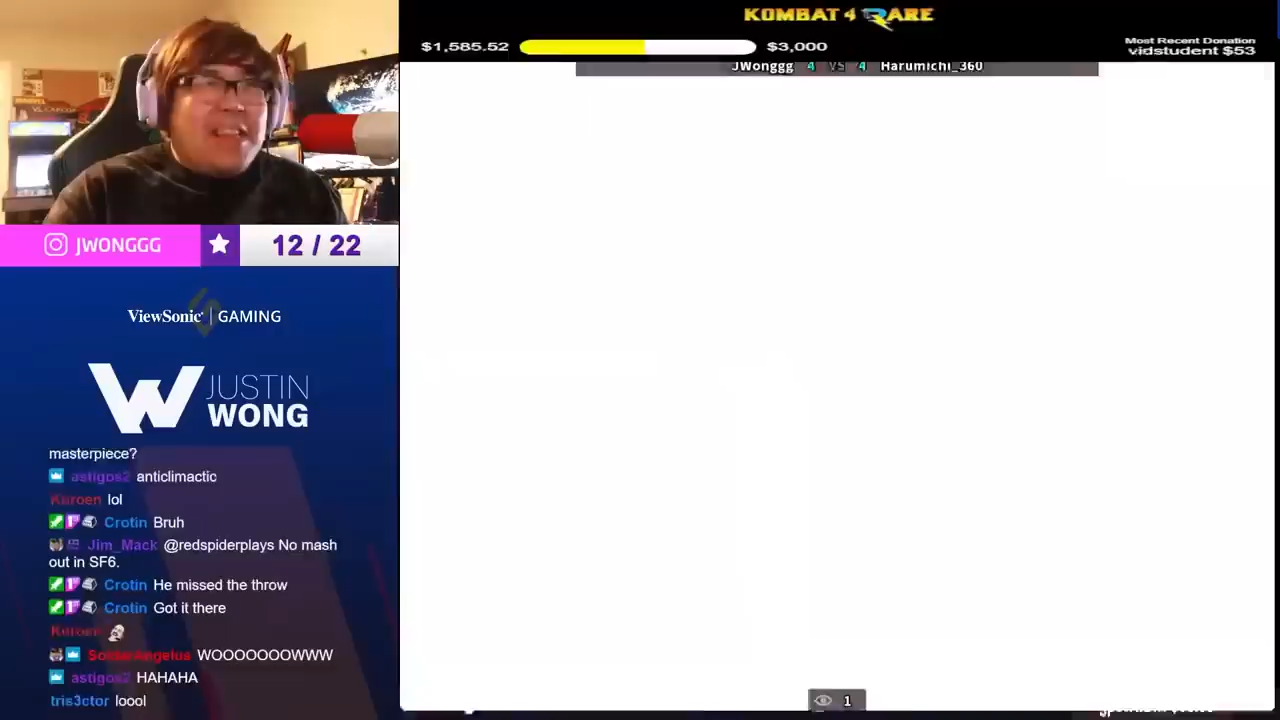 KOMBAT 4 RARE
$1,585.52 $3,000
Most Recent Donation
vidstudent $53
JWonggg 4 VS 4 Harumichi_360
JWONGGG 12 / 22
ViewSonic | GAMING
W JUSTIN
WONG
masterpiece?
astigos2 anticlimactic
Kuroen lol
Crotin Bruh
Jim_Mack @redspiderplays No mash
out in SF6.
Crotin He missed the throw
Crotin Got it there
Kuroen
WOOOOOOOWWW
astigos2 HAHAHA
tris3ctor loool
1